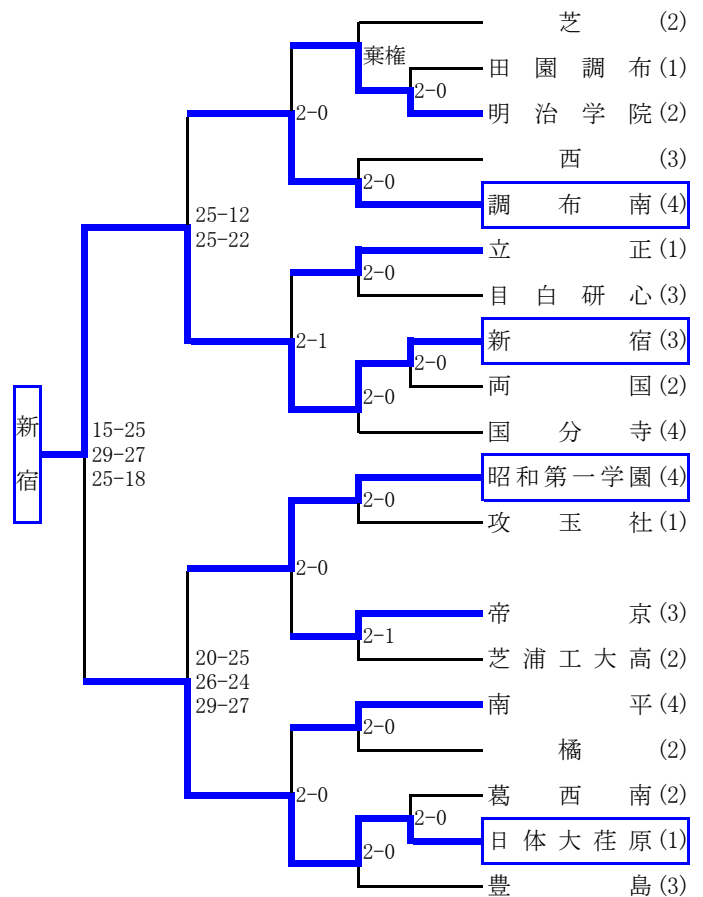 芝 (2)
棄権
田園調布 (1)
2-0
明治学院 (2)
2-0
西 (3)
2-0
調布南 (4)
25-12
25-22
立正 (1)
2-0
目白研心 (3)
2-1
新宿 (3)
2-0
両国 (2)
2-0
国分寺 (4)
新宿
15-25
29-27
25-18
昭和第一学園 (4)
2-0
攻玉社 (1)
2-0
帝京 (3)
2-1
芝浦工大高 (2)
20-25
26-24
29-27
南平 (4)
2-0
橘 (2)
2-0
葛西南 (2)
2-0
日体大荏原 (1)
2-0
豊島 (3)